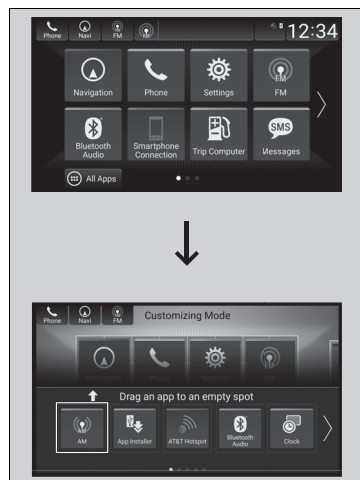 Phone Navi FM 12:34
Navigation Phone Settings FM
Bluetooth Audio Smartphone Connection Trip Computer SMS Messages
All Apps
Phone Navi FM Customizing Mode
Drag an app to an empty spot
AM App Installer AT&T Hotspot Bluetooth Audio Clock